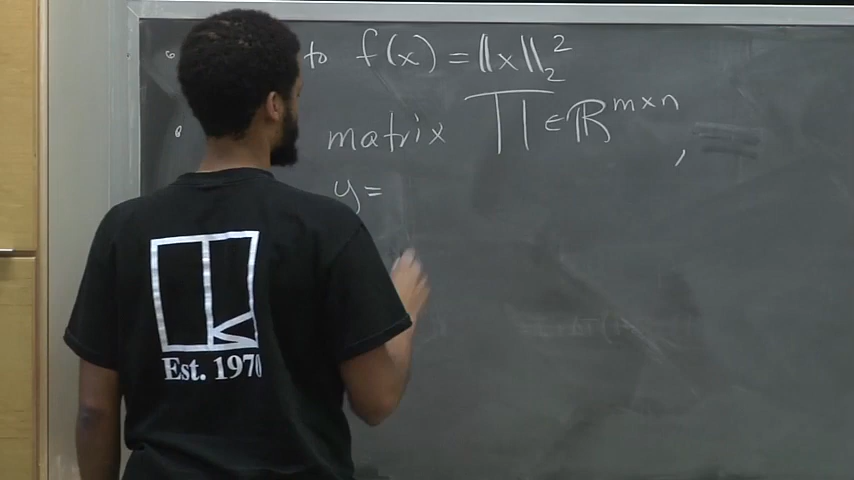 to f(x) = ||x||₂²
matrix Π ∈ ℝ^{m×n} ,
y =
Est. 1970